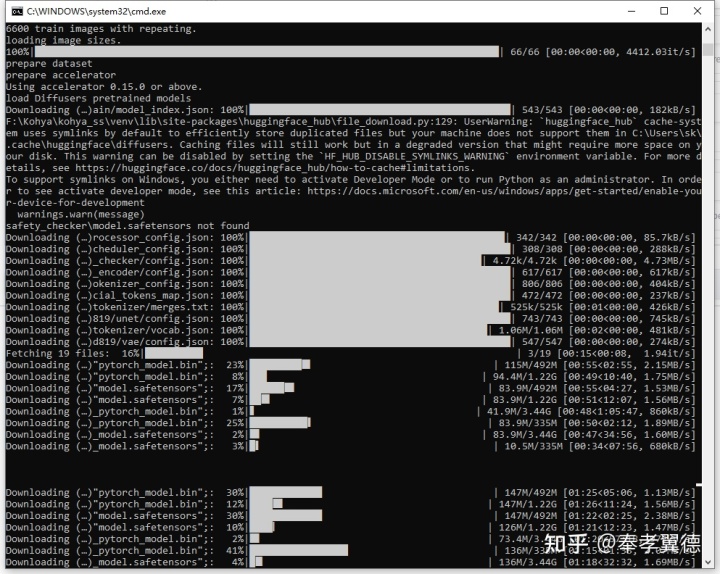 C:\WINDOWS\system32\cmd.exe
6600 train images with repeating.
loading image sizes.
100%| | 66/66 [00:00<00:00, 4412.03it/s]
prepare dataset
prepare accelerator
Using accelerator 0.15.0 or above.
load Diffusers pretrained models
Downloading (…)ain/model_index.json: 100%| | 543/543 [00:00<00:00, 182kB/s]
F:\Kohya\kohya_ss\venv\lib\site-packages\huggingface_hub\file_download.py:129: UserWarning: `huggingface_hub` cache-syst
em uses symlinks by default to efficiently store duplicated files but your machine does not support them in C:\Users\sk\
.cache\huggingface\diffusers. Caching files will still work but in a degraded version that might require more space on y
our disk. This warning can be disabled by setting the `HF_HUB_DISABLE_SYMLINKS_WARNING` environment variable. For more d
etails, see https://huggingface.co/docs/huggingface_hub/how-to-cache#limitations.
To support symlinks on Windows, you either need to activate Developer Mode or to run Python as an administrator. In orde
r to see activate developer mode, see this article: https://docs.microsoft.com/en-us/windows/apps/get-started/enable-you
r-device-for-development
warnings.warn(message)
safety_checker\model.safetensors not found
Downloading (…)rocessor_config.json: 100%| | 342/342 [00:00<00:00, 85.7kB/s]
Downloading (…)cheduler_config.json: 100%| | 308/308 [00:00<00:00, 288kB/s]
Downloading (…)_checker/config.json: 100%| | 4.72k/4.72k [00:00<00:00, 4.73MB/s]
Downloading (…)_encoder/config.json: 100%| | 617/617 [00:00<00:00, 617kB/s]
Downloading (…)okenizer_config.json: 100%| | 806/806 [00:00<00:00, 404kB/s]
Downloading (…)cial_tokens_map.json: 100%| | 472/472 [00:00<00:00, 237kB/s]
Downloading (…)tokenizer/merges.txt: 100%| | 525k/525k [00:01<00:00, 426kB/s]
Downloading (…)819/unet/config.json: 100%| | 743/743 [00:00<00:00, 745kB/s]
Downloading (…)tokenizer/vocab.json: 100%| | 1.06M/1.06M [00:02<00:00, 481kB/s]
Downloading (…)d819/vae/config.json: 100%| | 547/547 [00:00<00:00, 274kB/s]
Fetching 19 files: 16%| | 3/19 [00:15<00:08, 1.94it/s]
Downloading (…)"pytorch_model.bin";: 23%| | 115M/492M [00:55<02:55, 2.15MB/s]
Downloading (…)"pytorch_model.bin";: 8%| | 94.4M/1.22G [00:49<10:40, 1.75MB/s]
Downloading (…)"model.safetensors";: 17%| | 83.9M/492M [00:55<04:27, 1.53MB/s]
Downloading (…)"model.safetensors";: 7%| | 83.9M/1.22G [00:51<12:07, 1.56MB/s]
Downloading (…)_pytorch_model.bin";: 1%| | 41.9M/3.44G [00:48<1:05:47, 860kB/s]
Downloading (…)_pytorch_model.bin";: 25%| | 83.9M/335M [00:50<02:12, 1.89MB/s]
Downloading (…)_model.safetensors";: 2%| | 83.9M/3.44G [00:47<34:56, 1.60MB/s]
Downloading (…)_model.safetensors";: 3%| | 10.5M/335M [00:34<07:56, 680kB/s]
Downloading (…)"pytorch_model.bin";: 30%| | 147M/492M [01:25<05:06, 1.13MB/s]
Downloading (…)"pytorch_model.bin";: 12%| | 147M/1.22G [01:26<11:24, 1.56MB/s]
Downloading (…)"model.safetensors";: 30%| | 147M/492M [01:22<02:25, 2.38MB/s]
Downloading (…)"model.safetensors";: 10%| | 126M/1.22G [01:21<12:23, 1.47MB/s]
Downloading (…)_pytorch_model.bin";: 2%| | 73.4M/3.44G
Downloading (…)_pytorch_model.bin";: 41%| | 136M/335M
Downloading (…)_model.safetensors";: 4%| | 136M/3.44G [01:18<32:32, 1.69MB/s]
知乎 @秦孝翼德